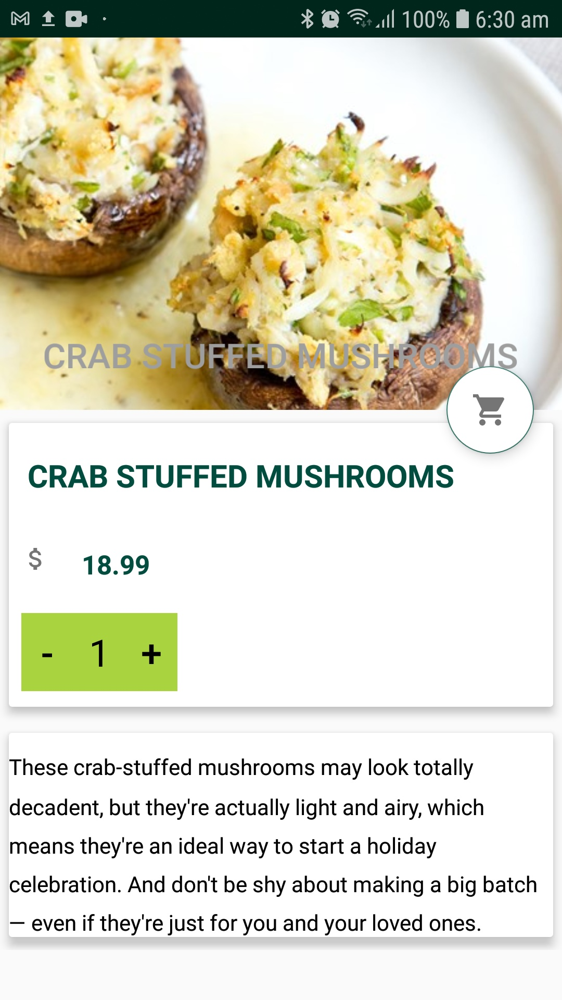 100% 6:30 am
CRAB STUFFED MUSHROOMS
CRAB STUFFED MUSHROOMS
$ 18.99
- 1 +
These crab-stuffed mushrooms may look totally
decadent, but they're actually light and airy, which
means they're an ideal way to start a holiday
celebration. And don't be shy about making a big batch
— even if they're just for you and your loved ones.